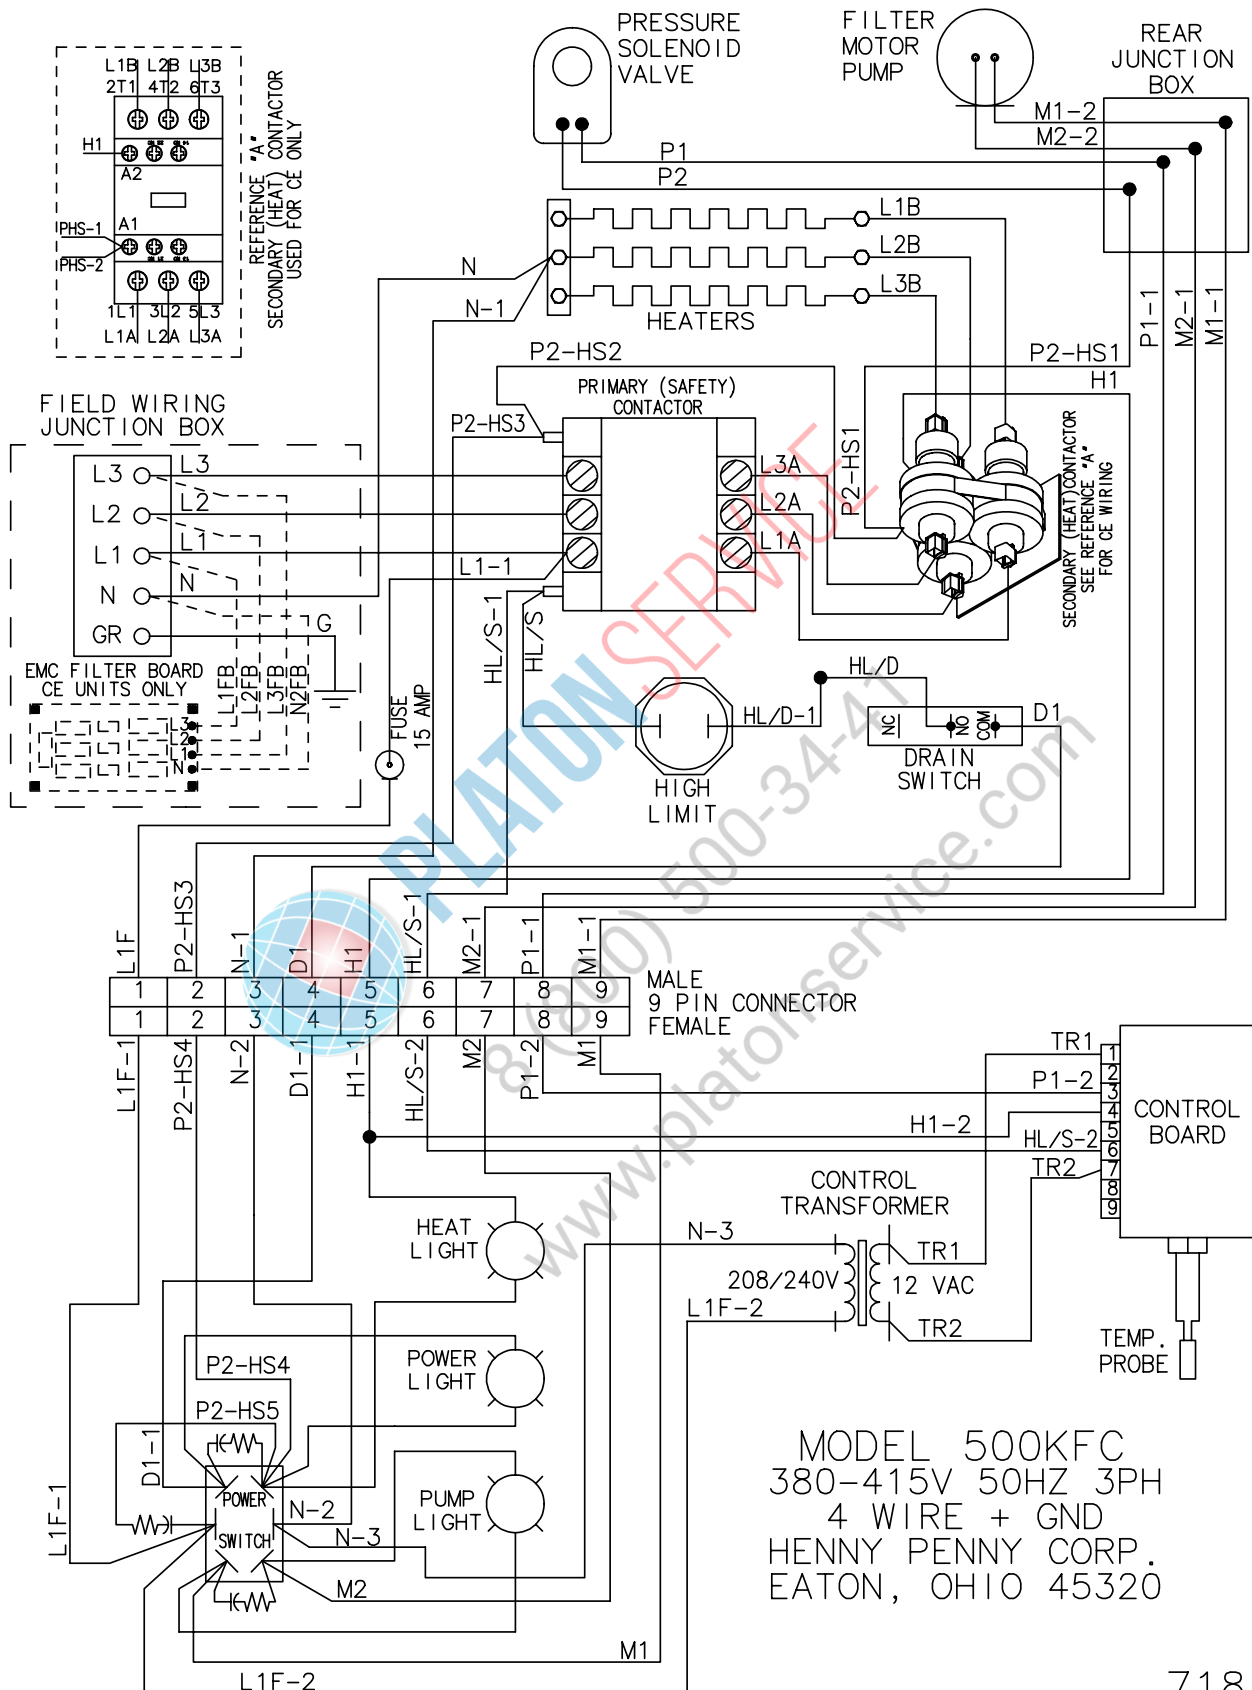 PRESSURE
SOLENOID
VALVE
FILTER
MOTOR
PUMP
REAR
JUNCTION
BOX
L1B L2B L3B
2T1 4T2 6T3
H1
A2
A1
PHS-1
PHS-2
1L1 3L2 5L3
L1A L2A L3A
REFERENCE "A"
SECONDARY (HEAT) CONTACTOR
USED FOR CE ONLY
M1-2
M2-2
P1
P2
L1B
L2B
L3B
N
N-1
HEATERS
P1-1
M2-1
M1-1
P2-HS2
P2-HS1
H1
PRIMARY (SAFETY)
CONTACTOR
P2-HS3
P2-HS1
FIELD WIRING
JUNCTION BOX
L3
L3
L2
L2
L1
L1
N
N
GR
G
L3A
L2A
L1A
L1-1
SECONDARY (HEAT) CONTACTOR
SEE REFERENCE "A"
FOR CE WIRING
EMC FILTER BOARD
CE UNITS ONLY
L1FB
L2FB
L3FB
N2FB
L3
L2
L1
N
HL/S-1
HL/S
FUSE
15 AMP
HL/D
HL/D-1
HIGH
LIMIT
NC
NO
COM
D1
DRAIN
SWITCH
L1F
P2-HS3
N-1
D1
H1
HL/S-1
M2-1
P1-1
M1-1
1 2 3 4 5 6 7 8 9
1 2 3 4 5 6 7 8 9
MALE
9 PIN CONNECTOR
FEMALE
L1F-1
P2-HS4
N-2
D1-1
H1-1
HL/S-2
M2
P1-2
M1
TR1
P1-2
H1-2
HL/S-2
TR2
1
2
3
4
5
6
7
8
9
CONTROL
BOARD
CONTROL
TRANSFORMER
HEAT
LIGHT
N-3
208/240V
L1F-2
TR1
12 VAC
TR2
TEMP.
PROBE
POWER
LIGHT
P2-HS4
P2-HS5
D1-1
L1F-1
POWER
SWITCH
N-2
N-3
PUMP
LIGHT
M2
M1
L1F-2
MODEL 500KFC
380-415V 50HZ 3PH
4 WIRE + GND
HENNY PENNY CORP.
EATON, OHIO 45320
718
PLATONSERVICE
8 (800) 500-34-41
www.platonservice.com